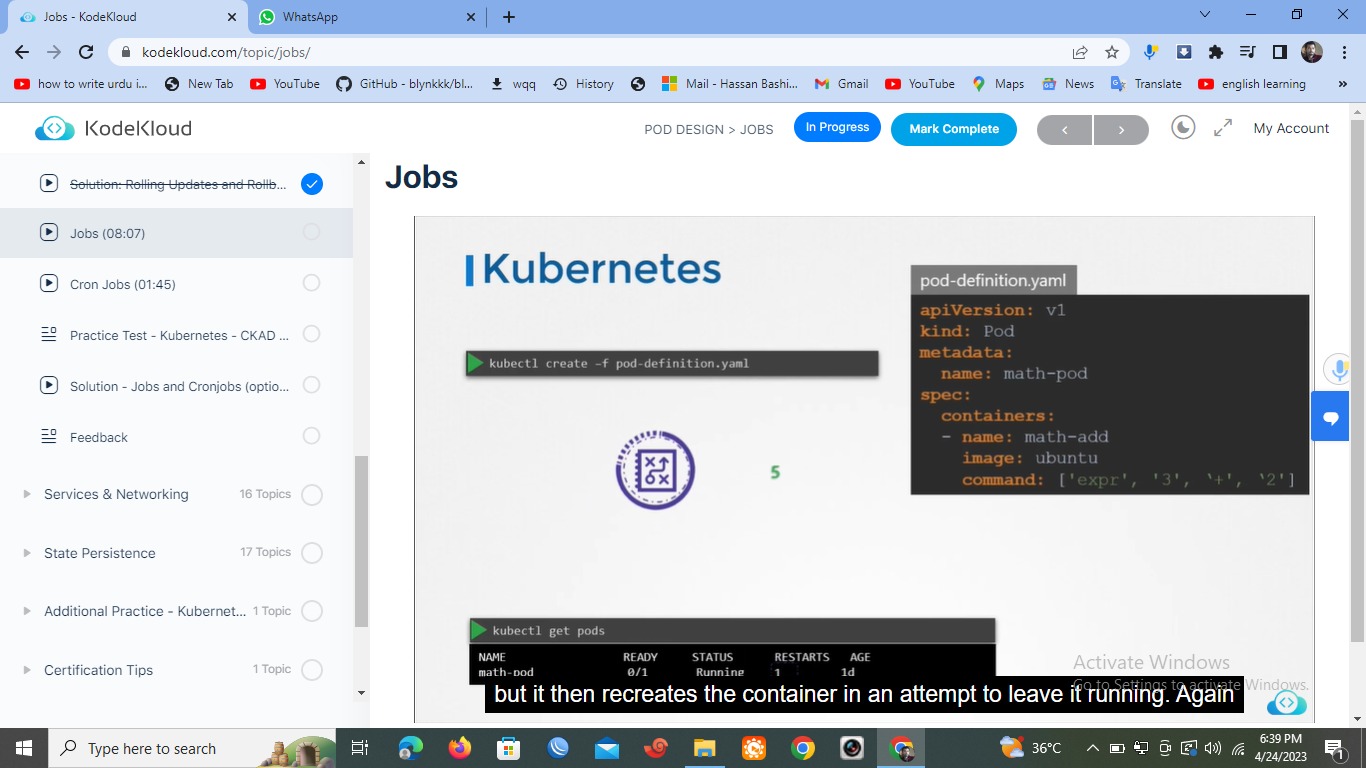 Jobs - KodeKloud
WhatsApp
kodekloud.com/topic/jobs/
how to write urdu i...
New Tab
YouTube
GitHub - blynkkk/bl...
wqq
History
Mail - Hassan Bashi...
Gmail
YouTube
Maps
News
Translate
english learning
»
KodeKloud
POD DESIGN > JOBS
In Progress
Mark Complete
My Account
Solution: Rolling Updates and Rollb...
Jobs (08:07)
Cron Jobs (01:45)
Practice Test - Kubernetes - CKAD ...
Solution - Jobs and Cronjobs (optio...
Feedback
Services & Networking 16 Topics
State Persistence 17 Topics
Additional Practice - Kubernet... 1 Topic
Certification Tips 1 Topic
Jobs
Kubernetes
kubectl create –f pod-definition.yaml
5
pod-definition.yaml
apiVersion: v1
kind: Pod
metadata:
  name: math-pod
spec:
  containers:
  - name: math-add
    image: ubuntu
    command: ['expr', '3', '+', '2']
kubectl get pods
NAME READY STATUS RESTARTS AGE
math-pod 0/1 Running 1 1d
but it then recreates the container in an attempt to leave it running. Again
Activate Windows
Go to Settings to activate Windows.
Type here to search
36°C
6:39 PM
4/24/2023
1